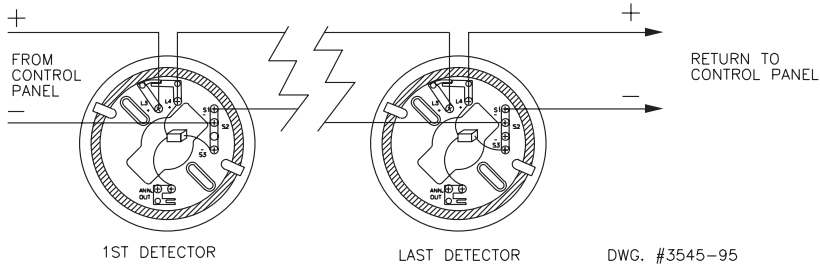 +
+
FROM
CONTROL
PANEL
RETURN TO
CONTROL PANEL
L3
+
L4
+
S1
−
S2
−
S3
ANN.
OUT
L3
+
L4
+
S1
−
S2
−
S3
ANN.
OUT
−
−
1ST DETECTOR
LAST DETECTOR
DWG. #3545-95